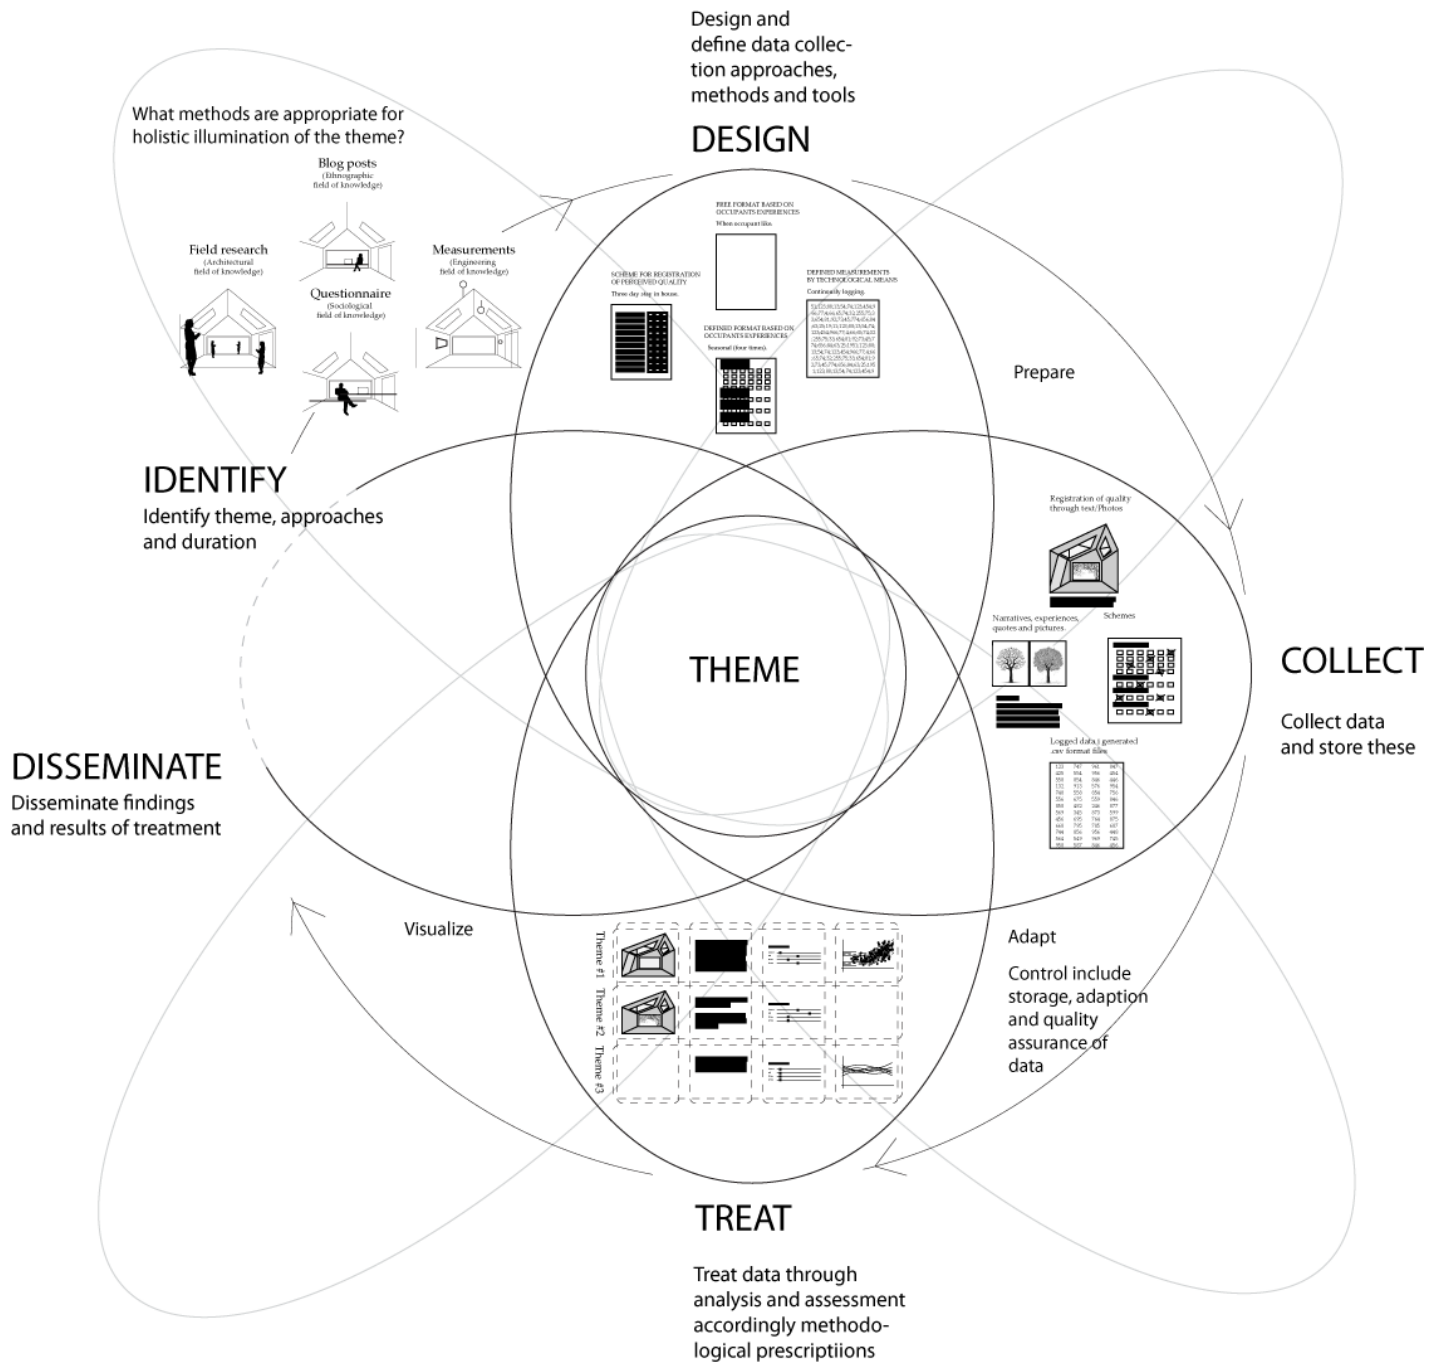 Design and
define data collec-
tion approaches,
methods and tools
DESIGN
What methods are appropriate for
holistic illumination of the theme?
Blog posts
(Ethnographic
field of knowledge)
Field research
(Architectural
field of knowledge)
Measurements
(Engineering
field of knowledge)
Questionnaire
(Sociological
field of knowledge)
FREE FORMAT BASED ON
OCCUPANTS EXPERIENCES
When occupant like.
SCHEME FOR REGISTRATION
OF PERCEIVED QUALITY
Three day stay in house.
DEFINED MEASUREMENTS
BY TECHNOLOGICAL MEANS
Continously logging.
DEFINED FORMAT BASED ON
OCCUPANTS EXPERIENCES
Seasonal (four times).
Prepare
IDENTIFY
Identify theme, approaches
and duration
Registration of quality
through text/Photos
Narratives, experiences,
quotes and pictures.
Schemes
THEME
COLLECT
Collect data
and store these
Logged data, generated
.csv format files
DISSEMINATE
Disseminate findings
and results of treatment
Visualize
Adapt
Control include
storage, adaption
and quality
assurance of
data
Theme #1
Theme #2
Theme #3
TREAT
Treat data through
analysis and assessment
accordingly methodo-
logical prescriptiions